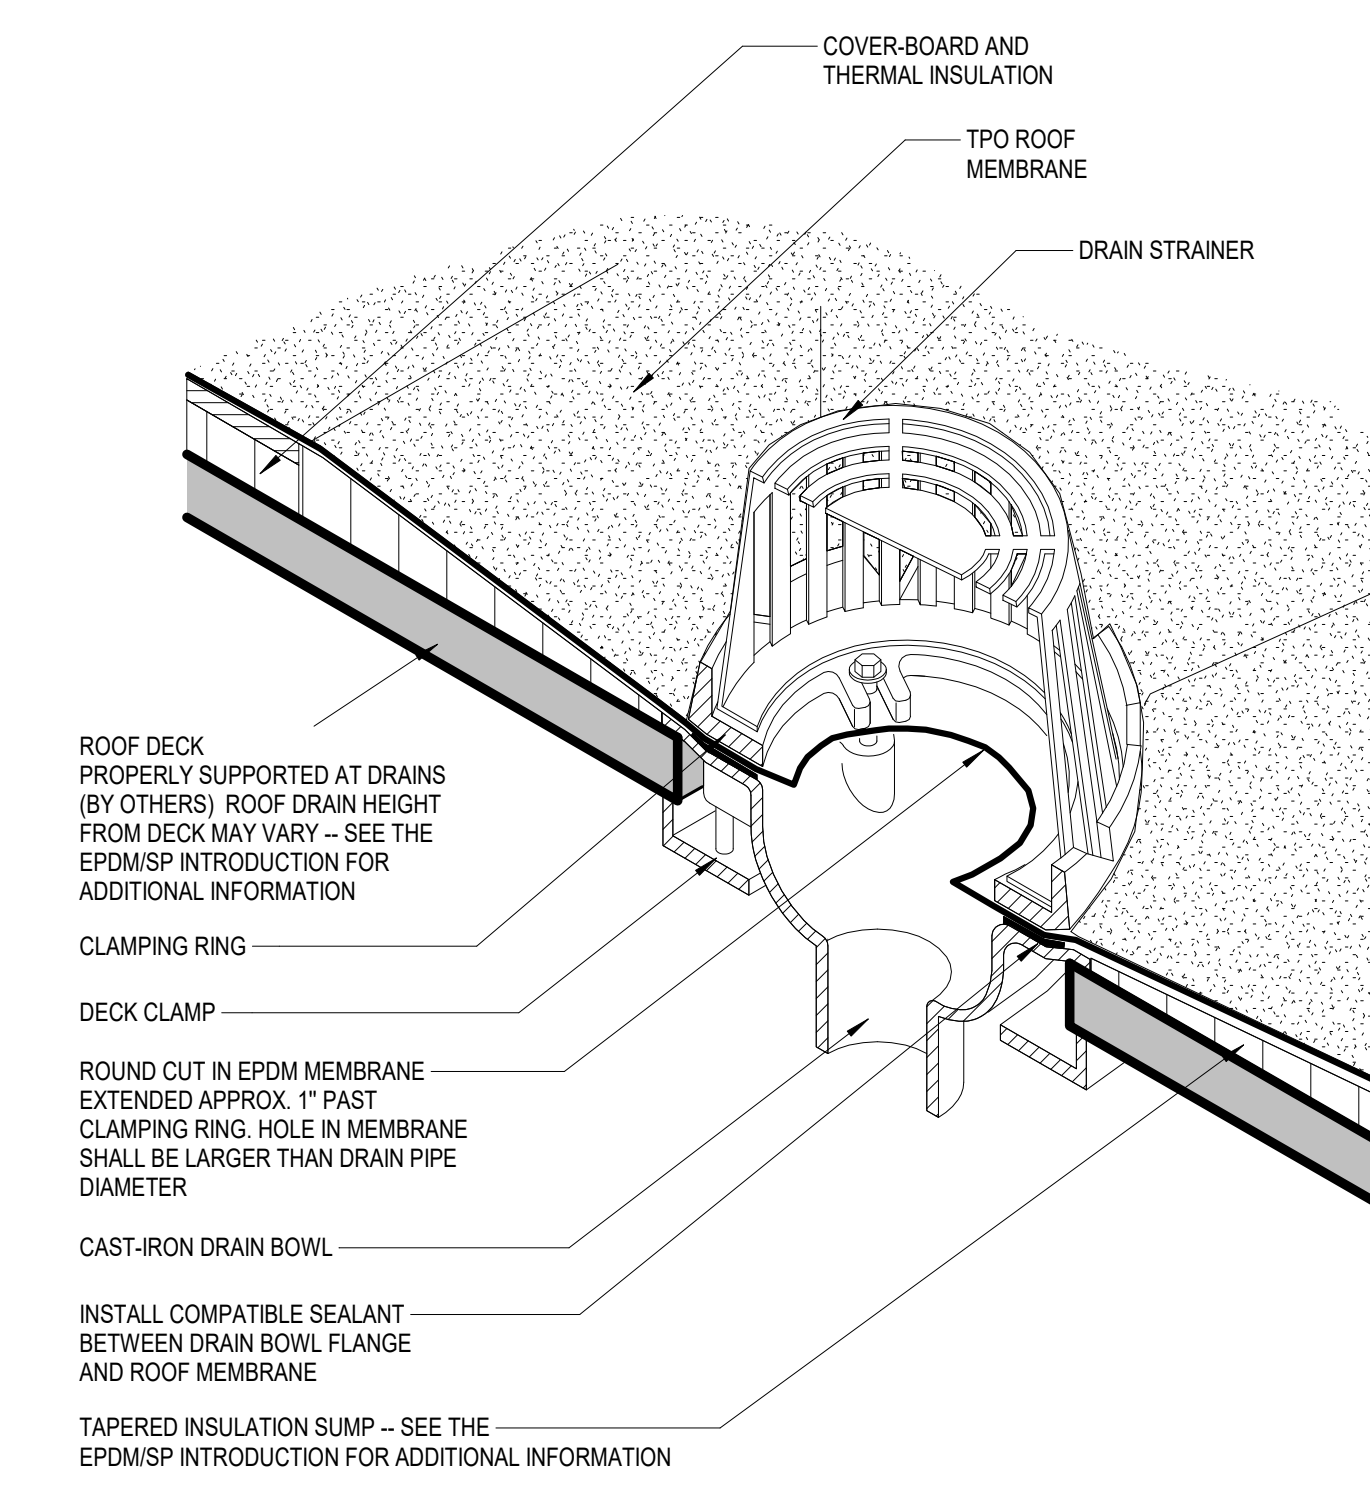 COVER-BOARD AND
THERMAL INSULATION
TPO ROOF
MEMBRANE
DRAIN STRAINER
ROOF DECK
PROPERLY SUPPORTED AT DRAINS
(BY OTHERS)  ROOF DRAIN HEIGHT
FROM DECK MAY VARY -- SEE THE
EPDM/SP INTRODUCTION FOR
ADDITIONAL INFORMATION
CLAMPING RING
DECK CLAMP
ROUND CUT IN EPDM MEMBRANE
EXTENDED APPROX. 1" PAST
CLAMPING RING. HOLE IN MEMBRANE
SHALL BE LARGER THAN DRAIN PIPE
DIAMETER
CAST-IRON DRAIN BOWL
INSTALL COMPATIBLE SEALANT
BETWEEN DRAIN BOWL FLANGE
AND ROOF MEMBRANE
TAPERED INSULATION SUMP -- SEE THE
EPDM/SP INTRODUCTION FOR ADDITIONAL INFORMATION